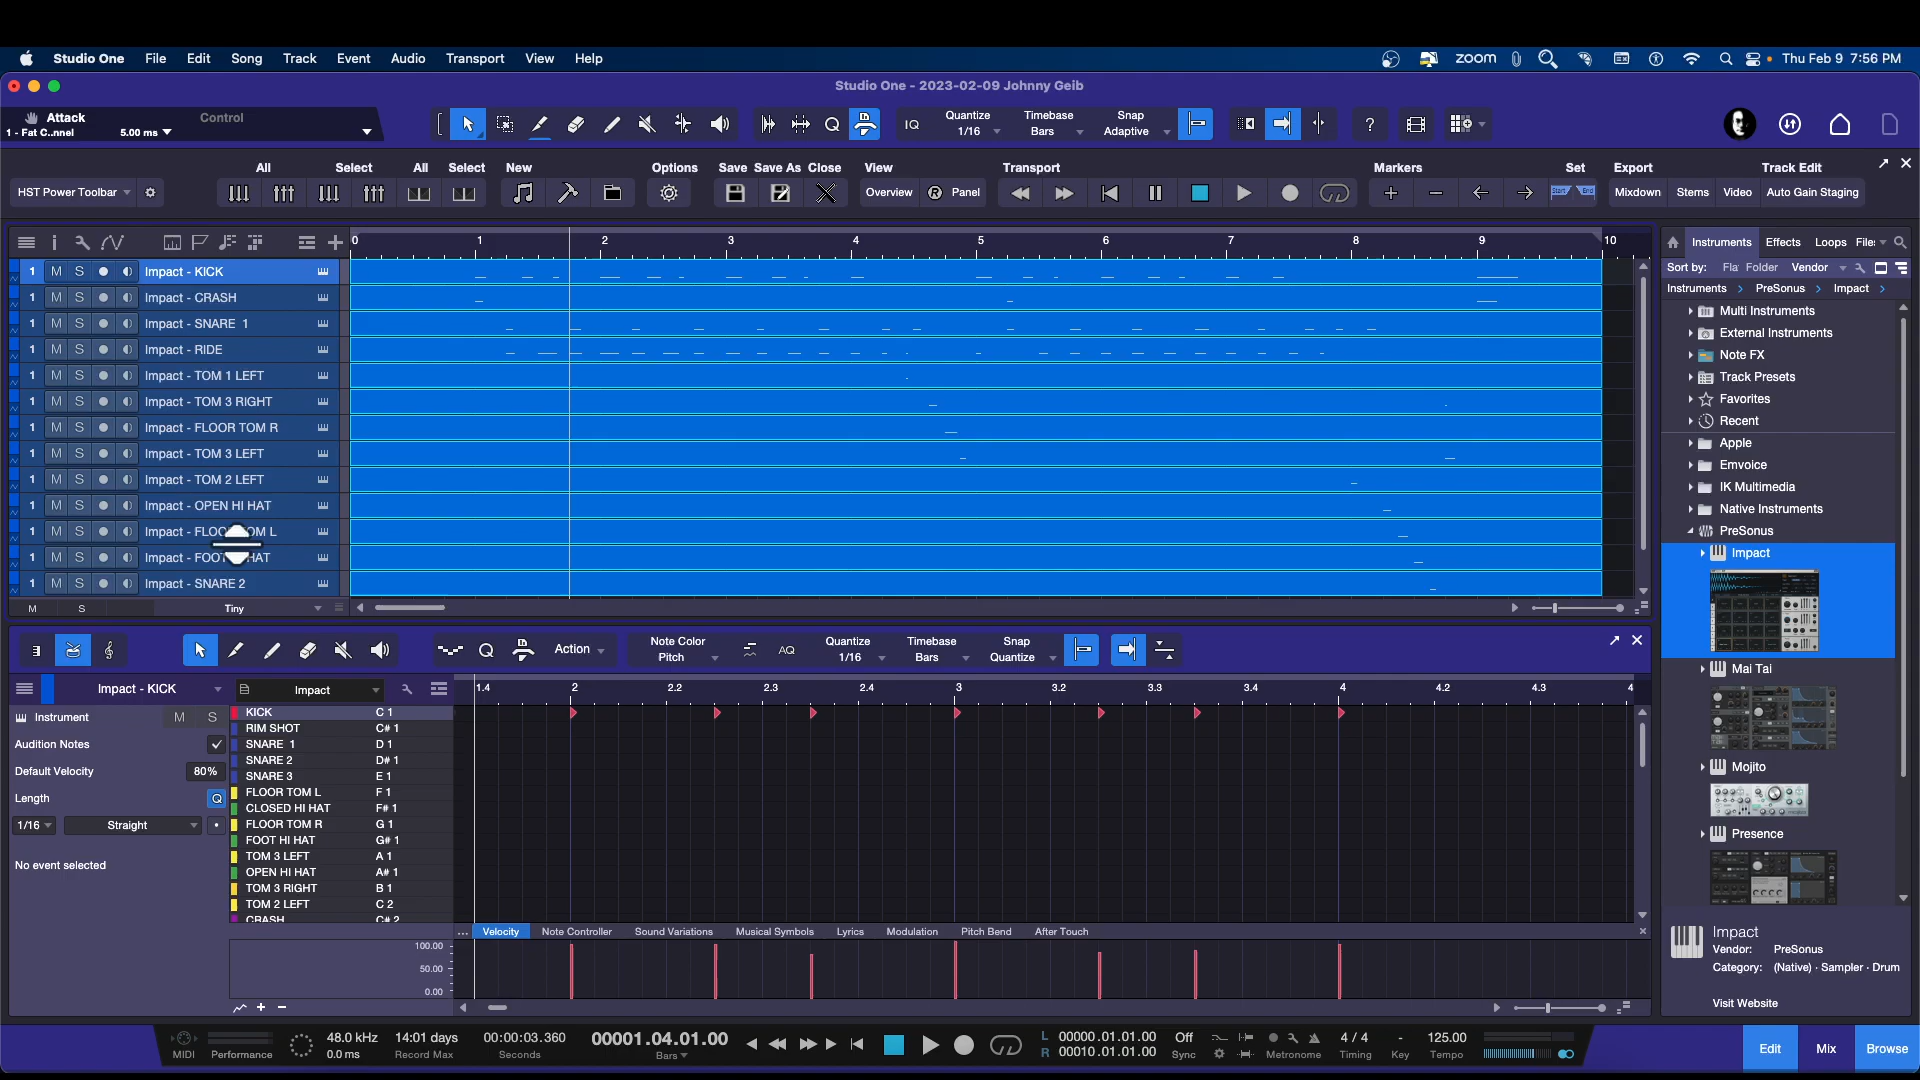 Studio One File Edit Song Track Event Audio Transport View Help
zoom Thu Feb 9 7:56 PM
Studio One - 2023-02-09 Johnny Geib
Attack Control
1 - Fat C..nnel 5.00 ms
IQ Quantize 1/16 Timebase Bars Snap Adaptive ?
All Select All Select New Options Save Save As Close View Transport Markers Set Export Track Edit
HST Power Toolbar Overview R Panel Start End Mixdown Stems Video Auto Gain Staging
0 1 2 3 4 5 6 7 8 9 10
1 M S Impact - KICK
1 M S Impact - CRASH
1 M S Impact - SNARE 1
1 M S Impact - RIDE
1 M S Impact - TOM 1 LEFT
1 M S Impact - TOM 3 RIGHT
1 M S Impact - FLOOR TOM R
1 M S Impact - TOM 3 LEFT
1 M S Impact - TOM 2 LEFT
1 M S Impact - OPEN HI HAT
1 M S Impact - FLOO OM L
1 M S Impact - FOOT HAT
1 M S Impact - SNARE 2
M S Tiny
Instruments Effects Loops File
Sort by: Fla Folder Vendor
Instruments PreSonus Impact
Multi Instruments
External Instruments
Note FX
Track Presets
Favorites
Recent
Apple
Emvoice
IK Multimedia
Native Instruments
PreSonus
Impact
Mai Tai
Mojito
Presence
Impact
Vendor: PreSonus
Category: (Native) · Sampler · Drum
Visit Website
Action Note Color Pitch AQ Quantize 1/16 Timebase Bars Snap Quantize
Impact - KICK Impact
1.4 2 2.2 2.3 2.4 3 3.2 3.3 3.4 4 4.2 4.3 4
Instrument M S
Audition Notes
Default Velocity 80%
Length Q
1/16 Straight
No event selected
KICK C 1
RIM SHOT C# 1
SNARE 1 D 1
SNARE 2 D# 1
SNARE 3 E 1
FLOOR TOM L F 1
CLOSED HI HAT F# 1
FLOOR TOM R G 1
FOOT HI HAT G# 1
TOM 3 LEFT A 1
OPEN HI HAT A# 1
TOM 3 RIGHT B 1
TOM 2 LEFT C 2
CRASH C# 2
... Velocity Note Controller Sound Variations Musical Symbols Lyrics Modulation Pitch Bend After Touch
100.00
50.00
0.00
MIDI Performance 48.0 kHz 0.0 ms 14:01 days Record Max 00:00:03.360 Seconds 00001.04.01.00 Bars
L 00000.01.01.00
R 00010.01.01.00
Off Sync Metronome 4 / 4 Timing - Key 125.00 Tempo
Edit Mix Browse